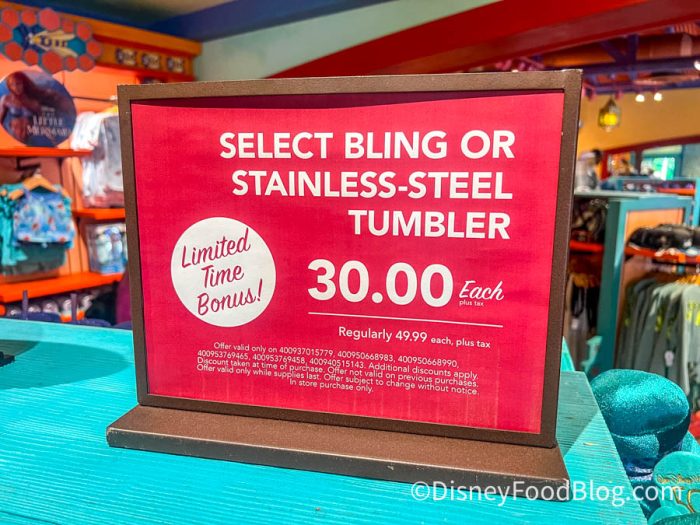 SELECT BLING OR
STAINLESS-STEEL
TUMBLER
Limited
Time
Bonus!
30.00 Each
plus tax
Regularly 49.99 each, plus tax
Offer valid only on 400937015779, 400950668983, 400950668990,
400953769465, 400953769458, 400940515143. Additional discounts apply.
Discount taken at time of purchase. Offer not valid on previous purchases.
Offer valid only while supplies last. Offer subject to change without notice.
In store purchase only.
©DisneyFoodBlog.com